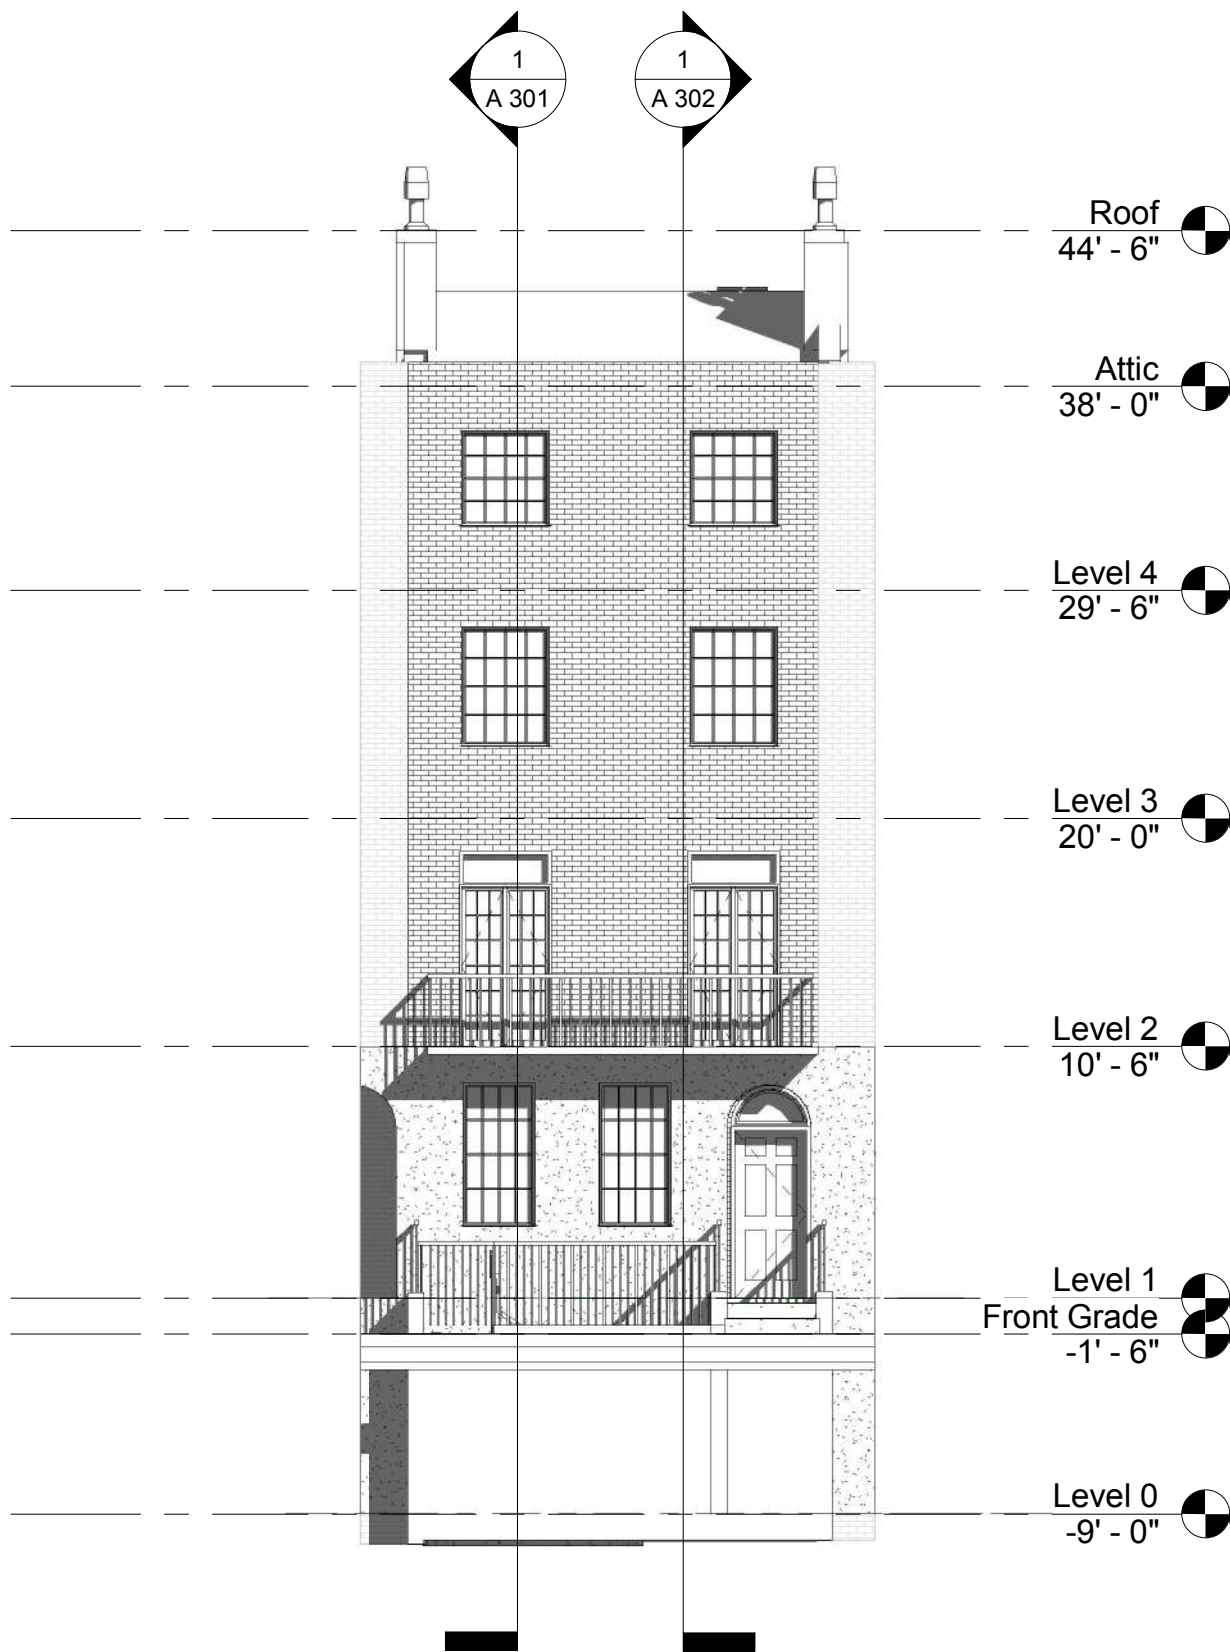 1
A 301
1
A 302
Roof
44' - 6"
Attic
38' - 0"
Level 4
29' - 6"
Level 3
20' - 0"
Level 2
10' - 6"
Level 1
Front Grade
-1' - 6"
Level 0
-9' - 0"